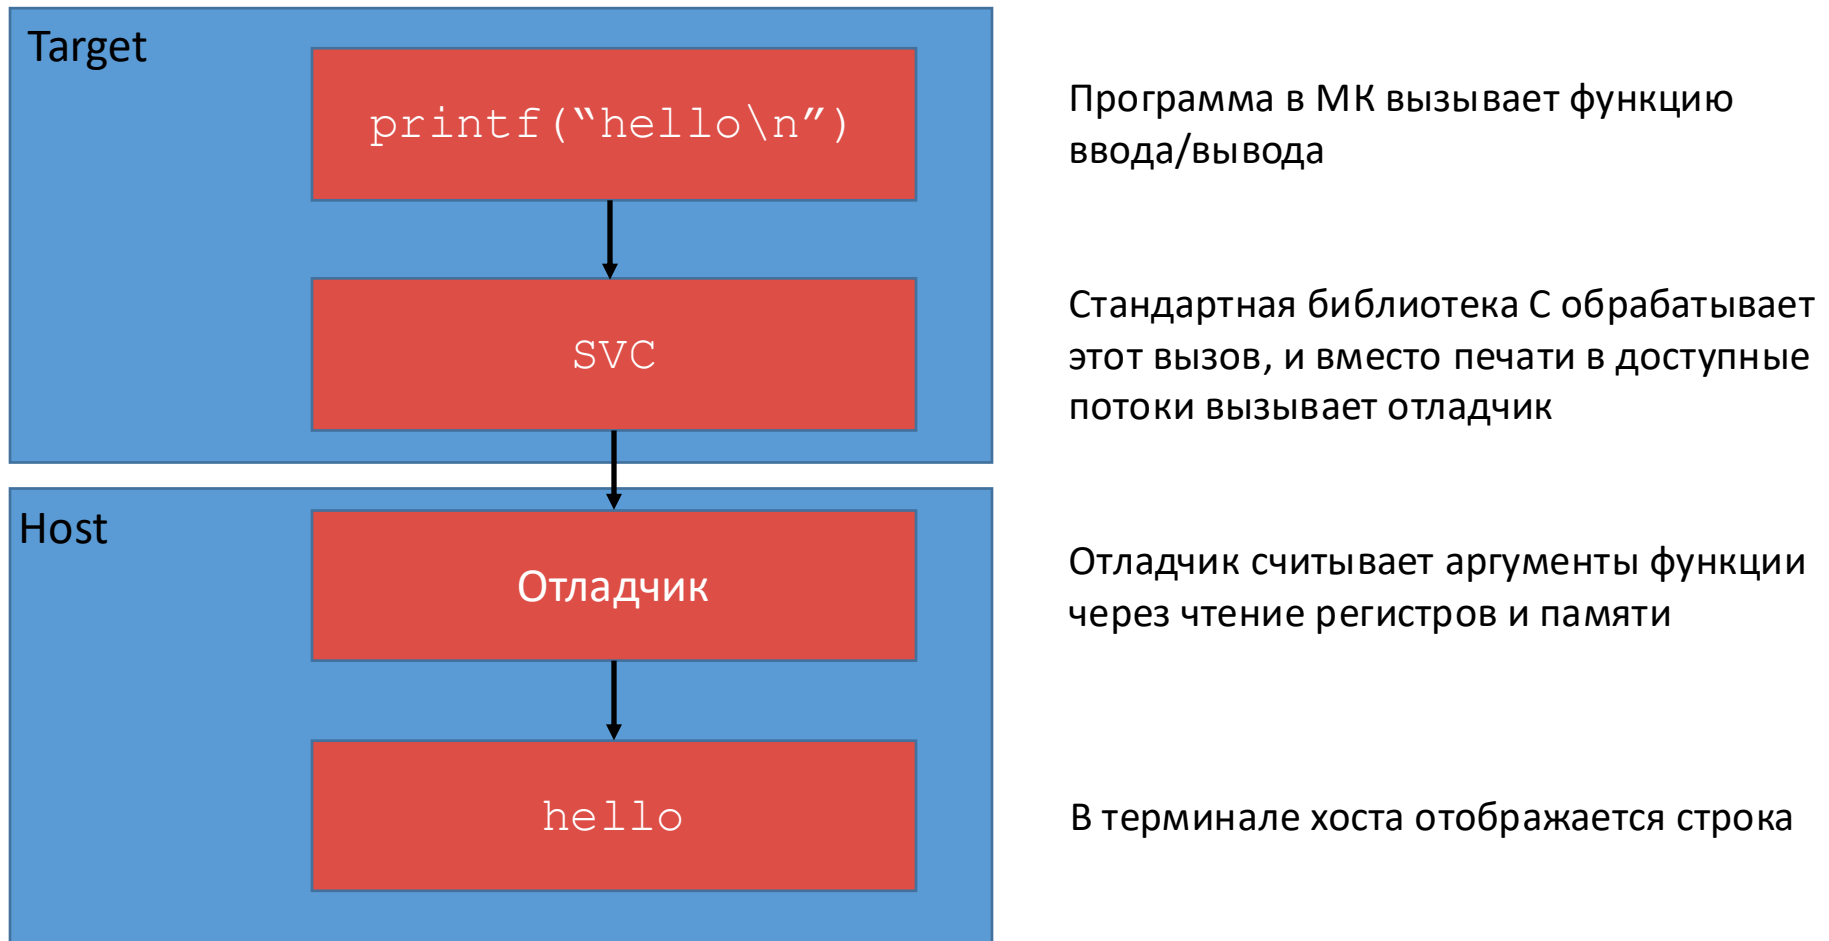 Target
printf(“hello\n”)
Программа в МК вызывает функцию
ввода/вывода
SVC
Стандартная библиотека C обрабатывает
этот вызов, и вместо печати в доступные
потоки вызывает отладчик
Host
Отладчик
Отладчик считывает аргументы функции
через чтение регистров и памяти
hello
В терминале хоста отображается строка